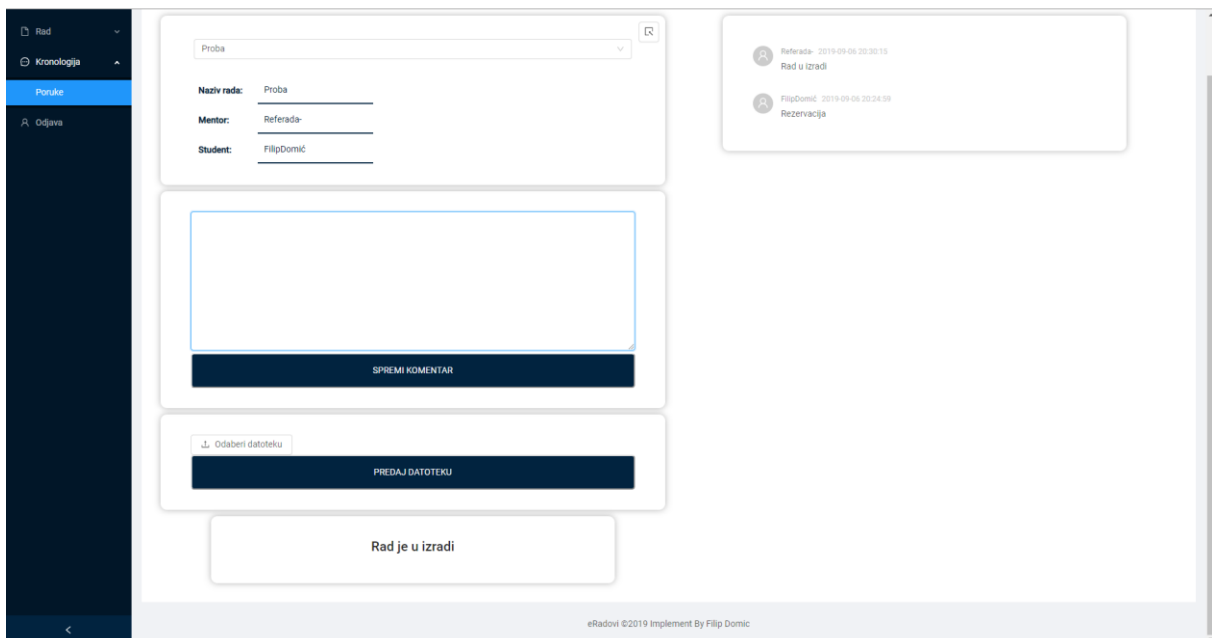 Rad
Kronologija
Poruke
Odjava
Proba
Naziv rada: Proba
Mentor: Referada-
Student: FilipDomić
SPREMI KOMENTAR
Odaberi datoteku
PREDAJ DATOTEKU
Rad je u izradi
Referada- 2019-09-06 20:30:15
Rad u izradi
FilipDomić 2019-09-06 20:24:59
Rezervacija
eRadovi ©2019 Implement By Filip Domic